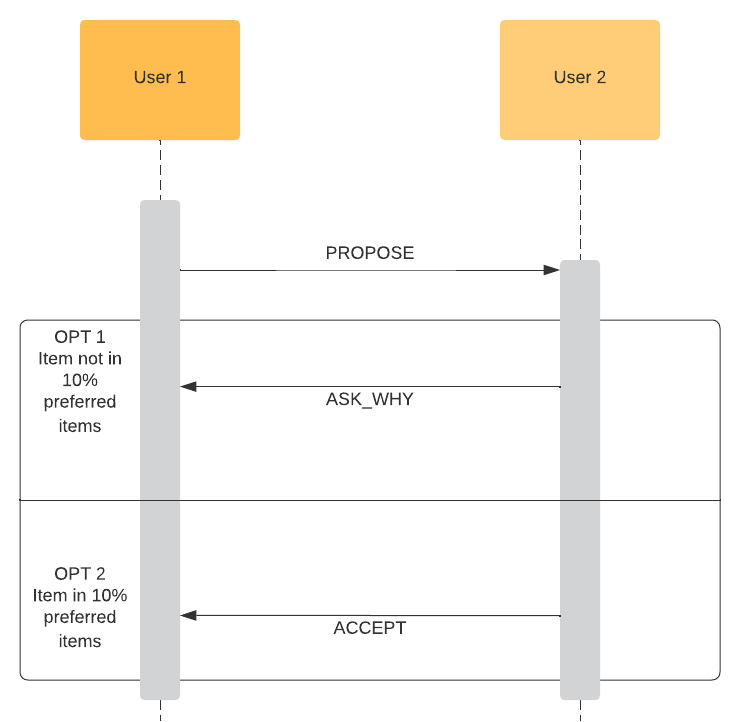 User 1
User 2
PROPOSE
OPT 1
Item not in
10%
preferred
items
ASK_WHY
OPT 2
Item in 10%
preferred
items
ACCEPT